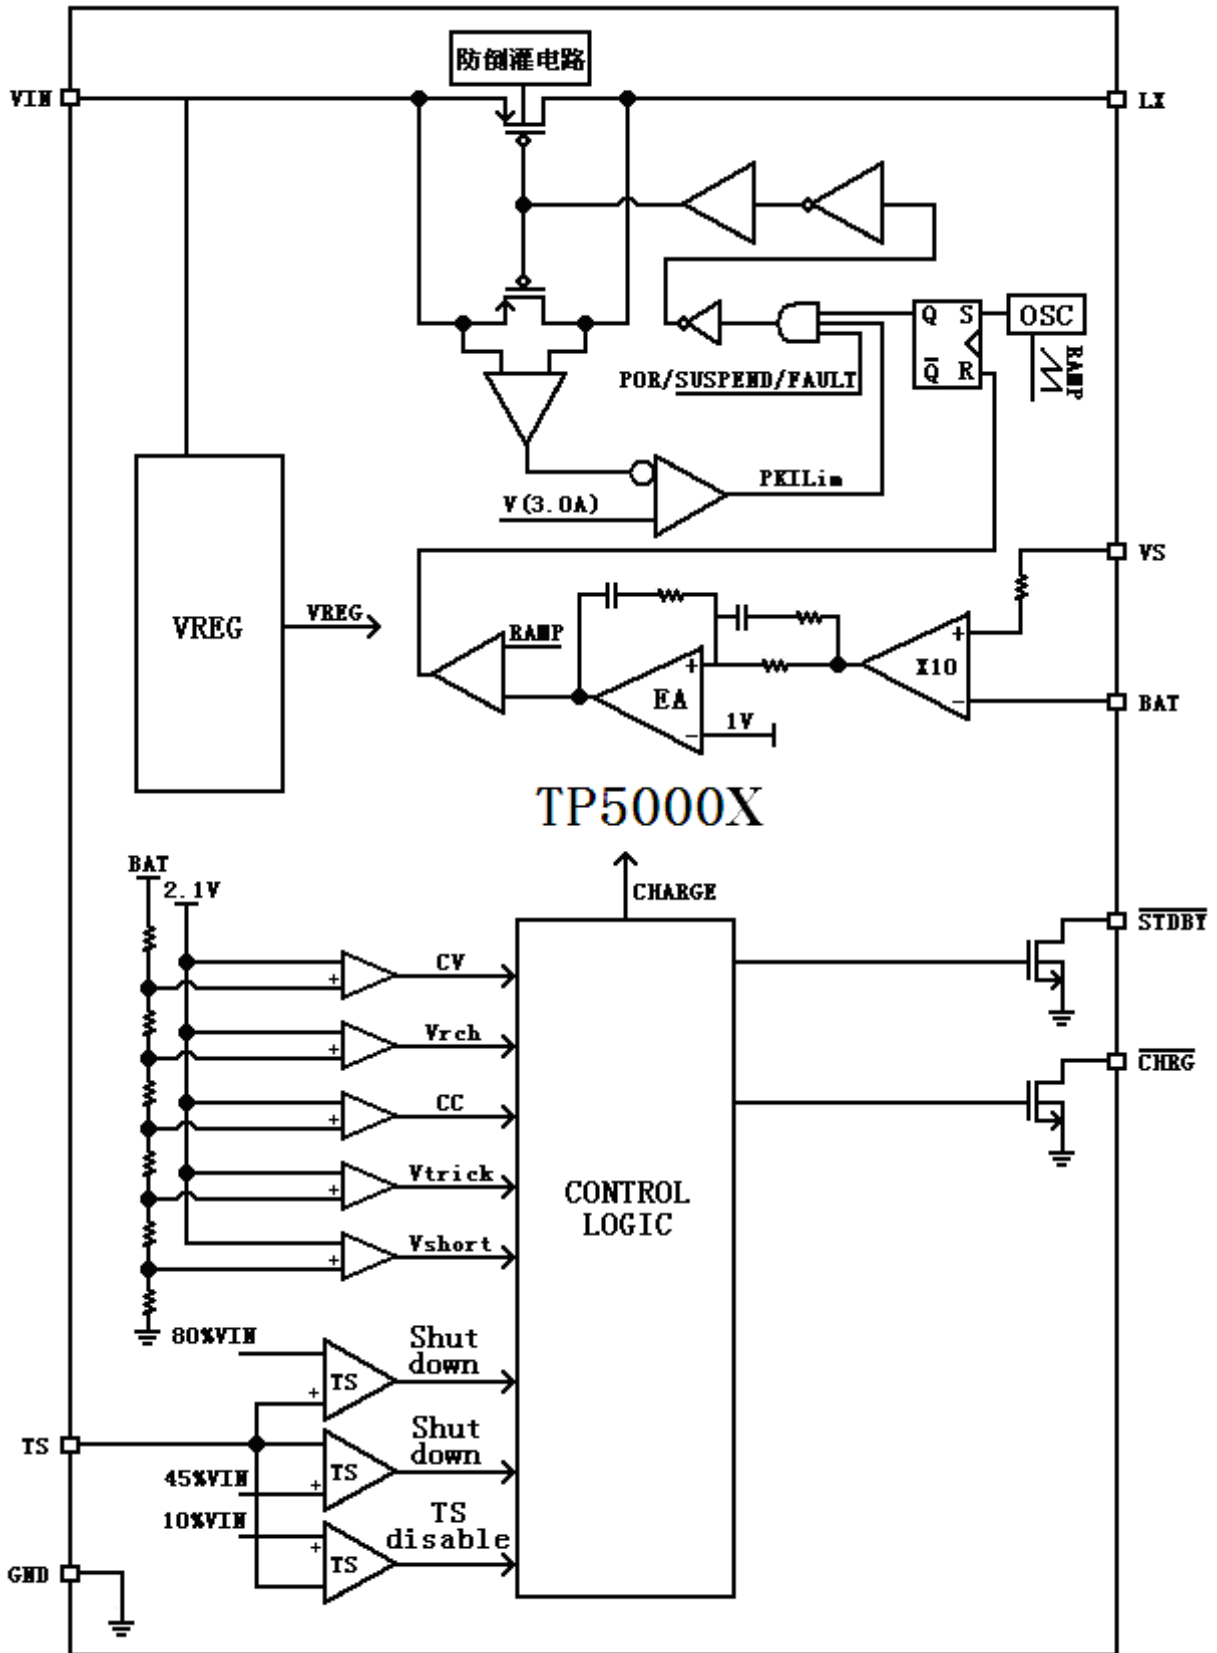 防倒灌电路
VIN
LX
Q
S
OSC
Q̅
R
RAMP
POR/SUSPEND/FAULT
PKILim
V(3.0A)
VS
VREG
VREG
RAMP
+
X10
+
EA
1V
−
−
BAT
TP5000X
BAT
2.1V
CHARGE
STDBY
+
CV
+
Vrch
CHRG
+
CC
+
Vtrick
CONTROL
LOGIC
+
Vshort
80%VIN
+
TS
Shut
down
TS
45%VIN
+
TS
Shut
down
10%VIN
+
TS
TS
disable
GND